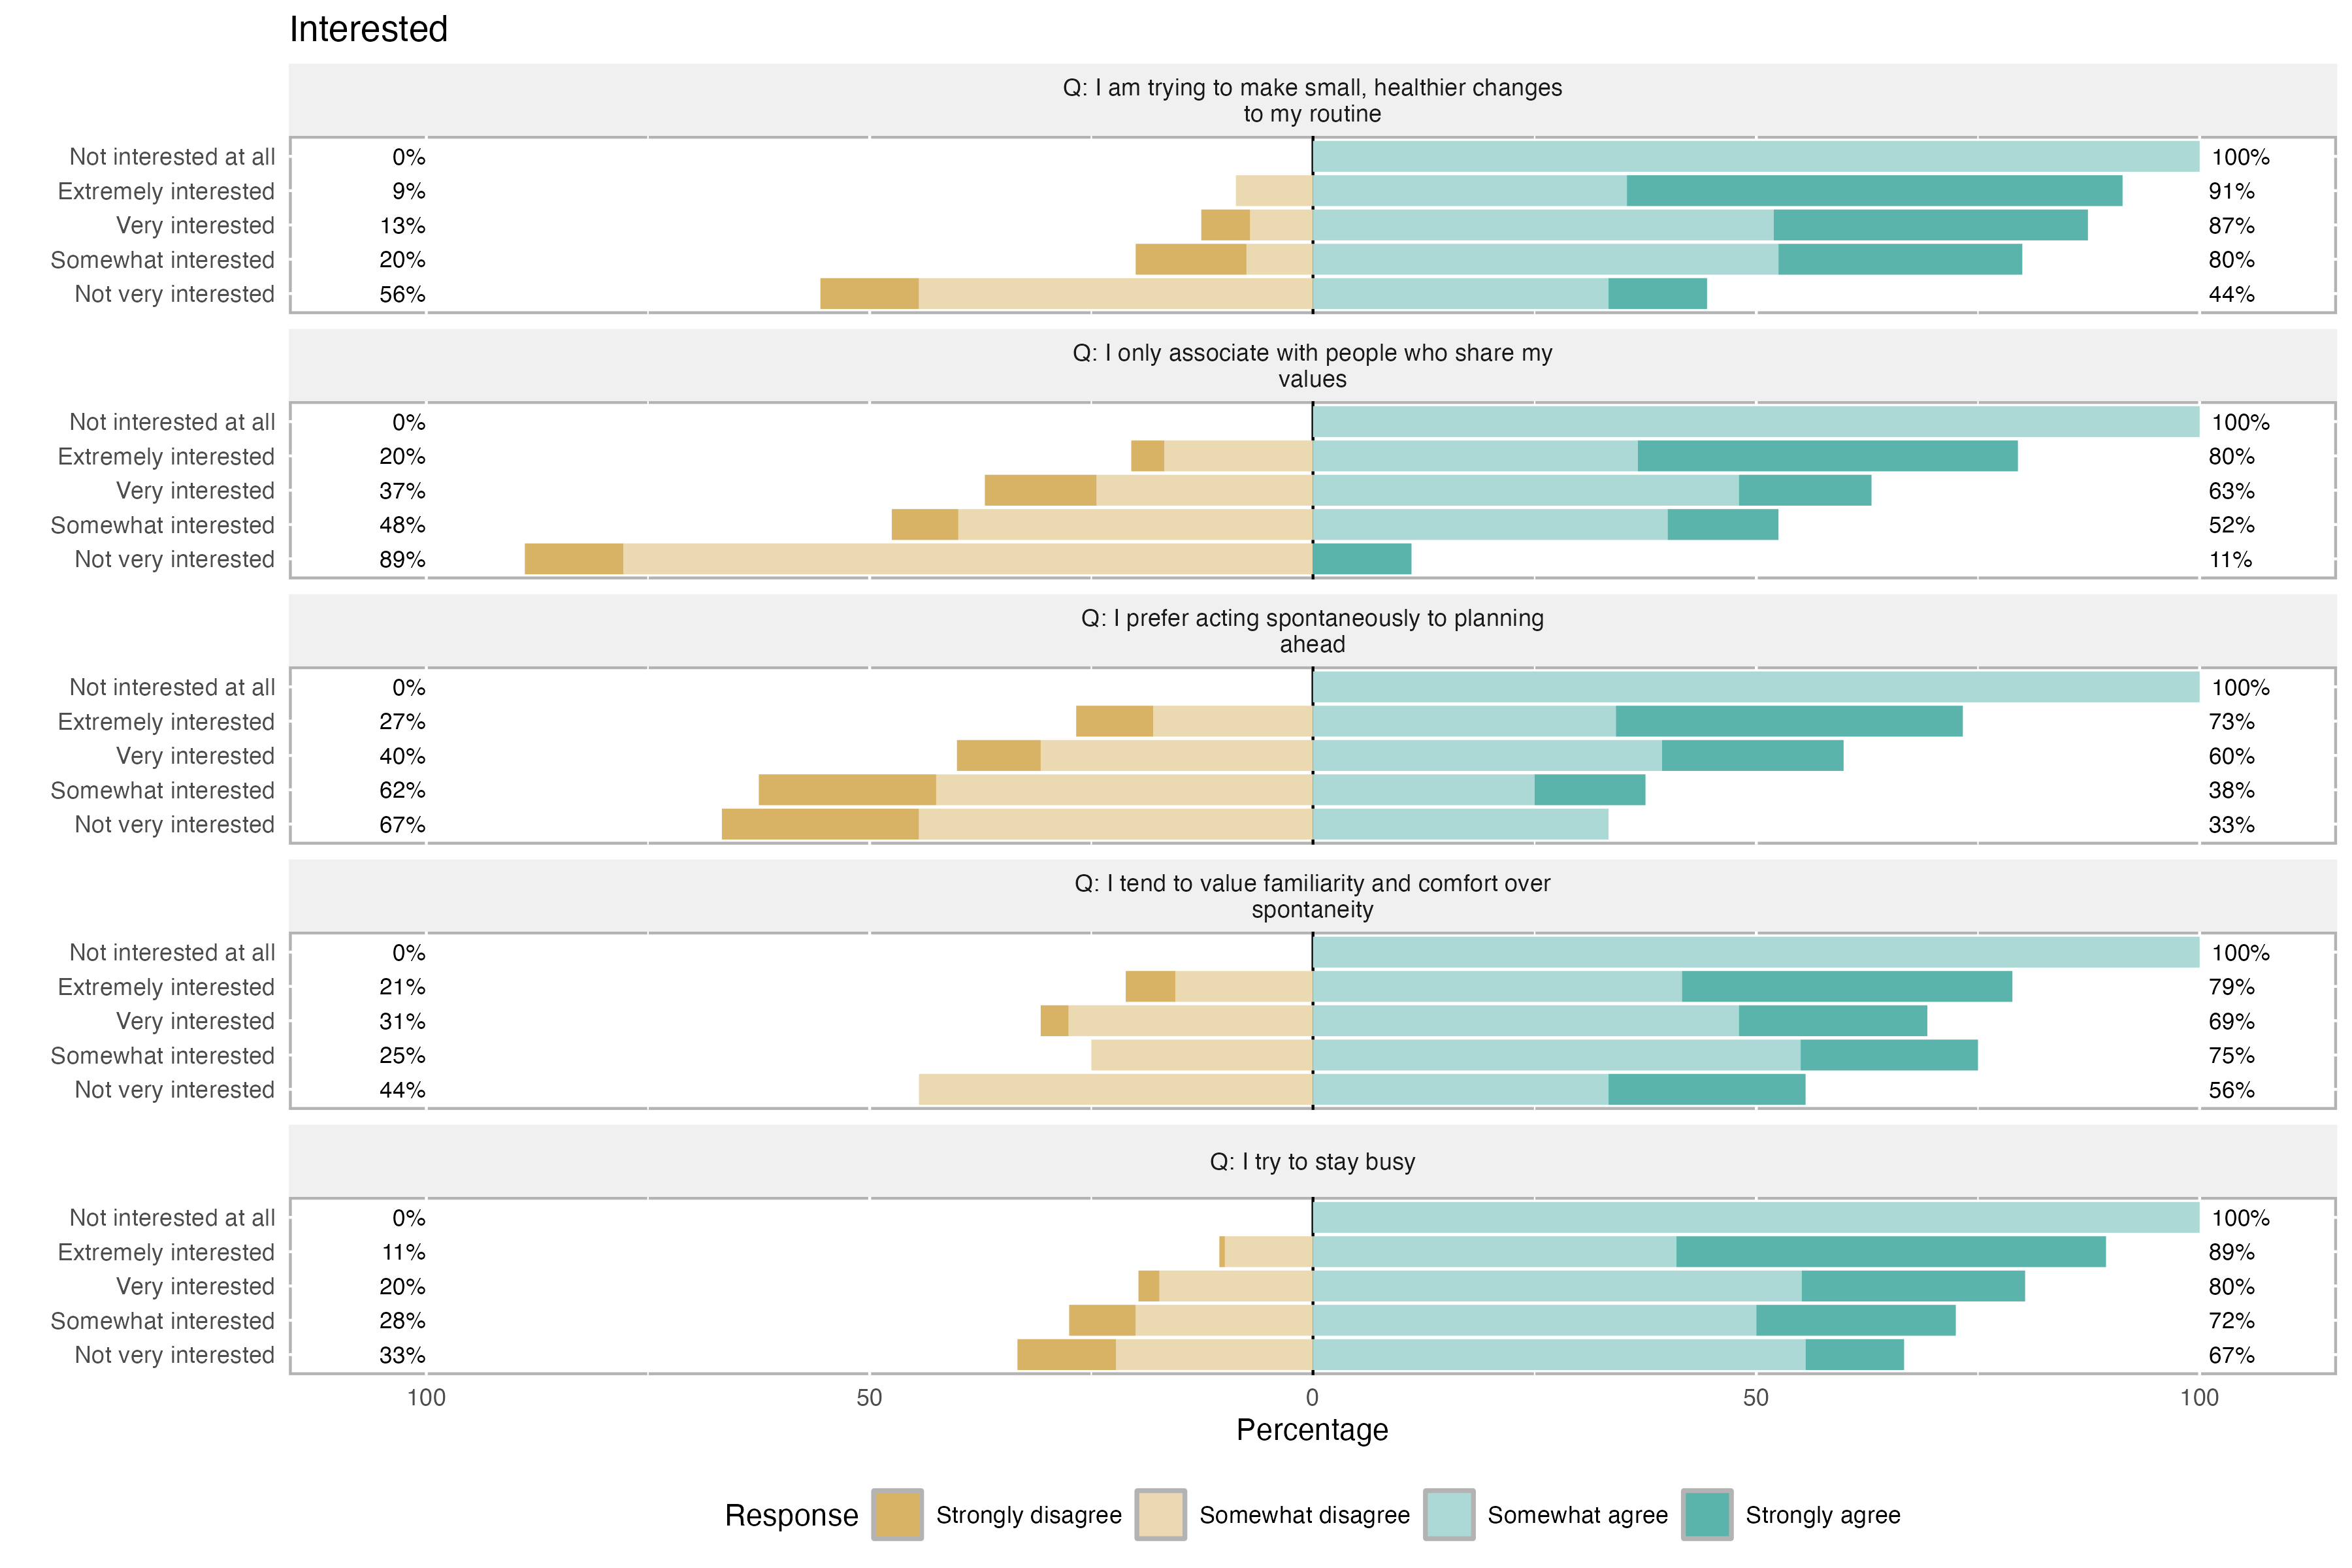 Interested
Q: I am trying to make small, healthier changes
to my routine
Not interested at all 0% 100%
Extremely interested 9% 91%
Very interested 13% 87%
Somewhat interested 20% 80%
Not very interested 56% 44%
Q: I only associate with people who share my
values
Not interested at all 0% 100%
Extremely interested 20% 80%
Very interested 37% 63%
Somewhat interested 48% 52%
Not very interested 89% 11%
Q: I prefer acting spontaneously to planning
ahead
Not interested at all 0% 100%
Extremely interested 27% 73%
Very interested 40% 60%
Somewhat interested 62% 38%
Not very interested 67% 33%
Q: I tend to value familiarity and comfort over
spontaneity
Not interested at all 0% 100%
Extremely interested 21% 79%
Very interested 31% 69%
Somewhat interested 25% 75%
Not very interested 44% 56%
Q: I try to stay busy
Not interested at all 0% 100%
Extremely interested 11% 89%
Very interested 20% 80%
Somewhat interested 28% 72%
Not very interested 33% 67%
100 50 0 50 100
Percentage
Response Strongly disagree Somewhat disagree Somewhat agree Strongly agree